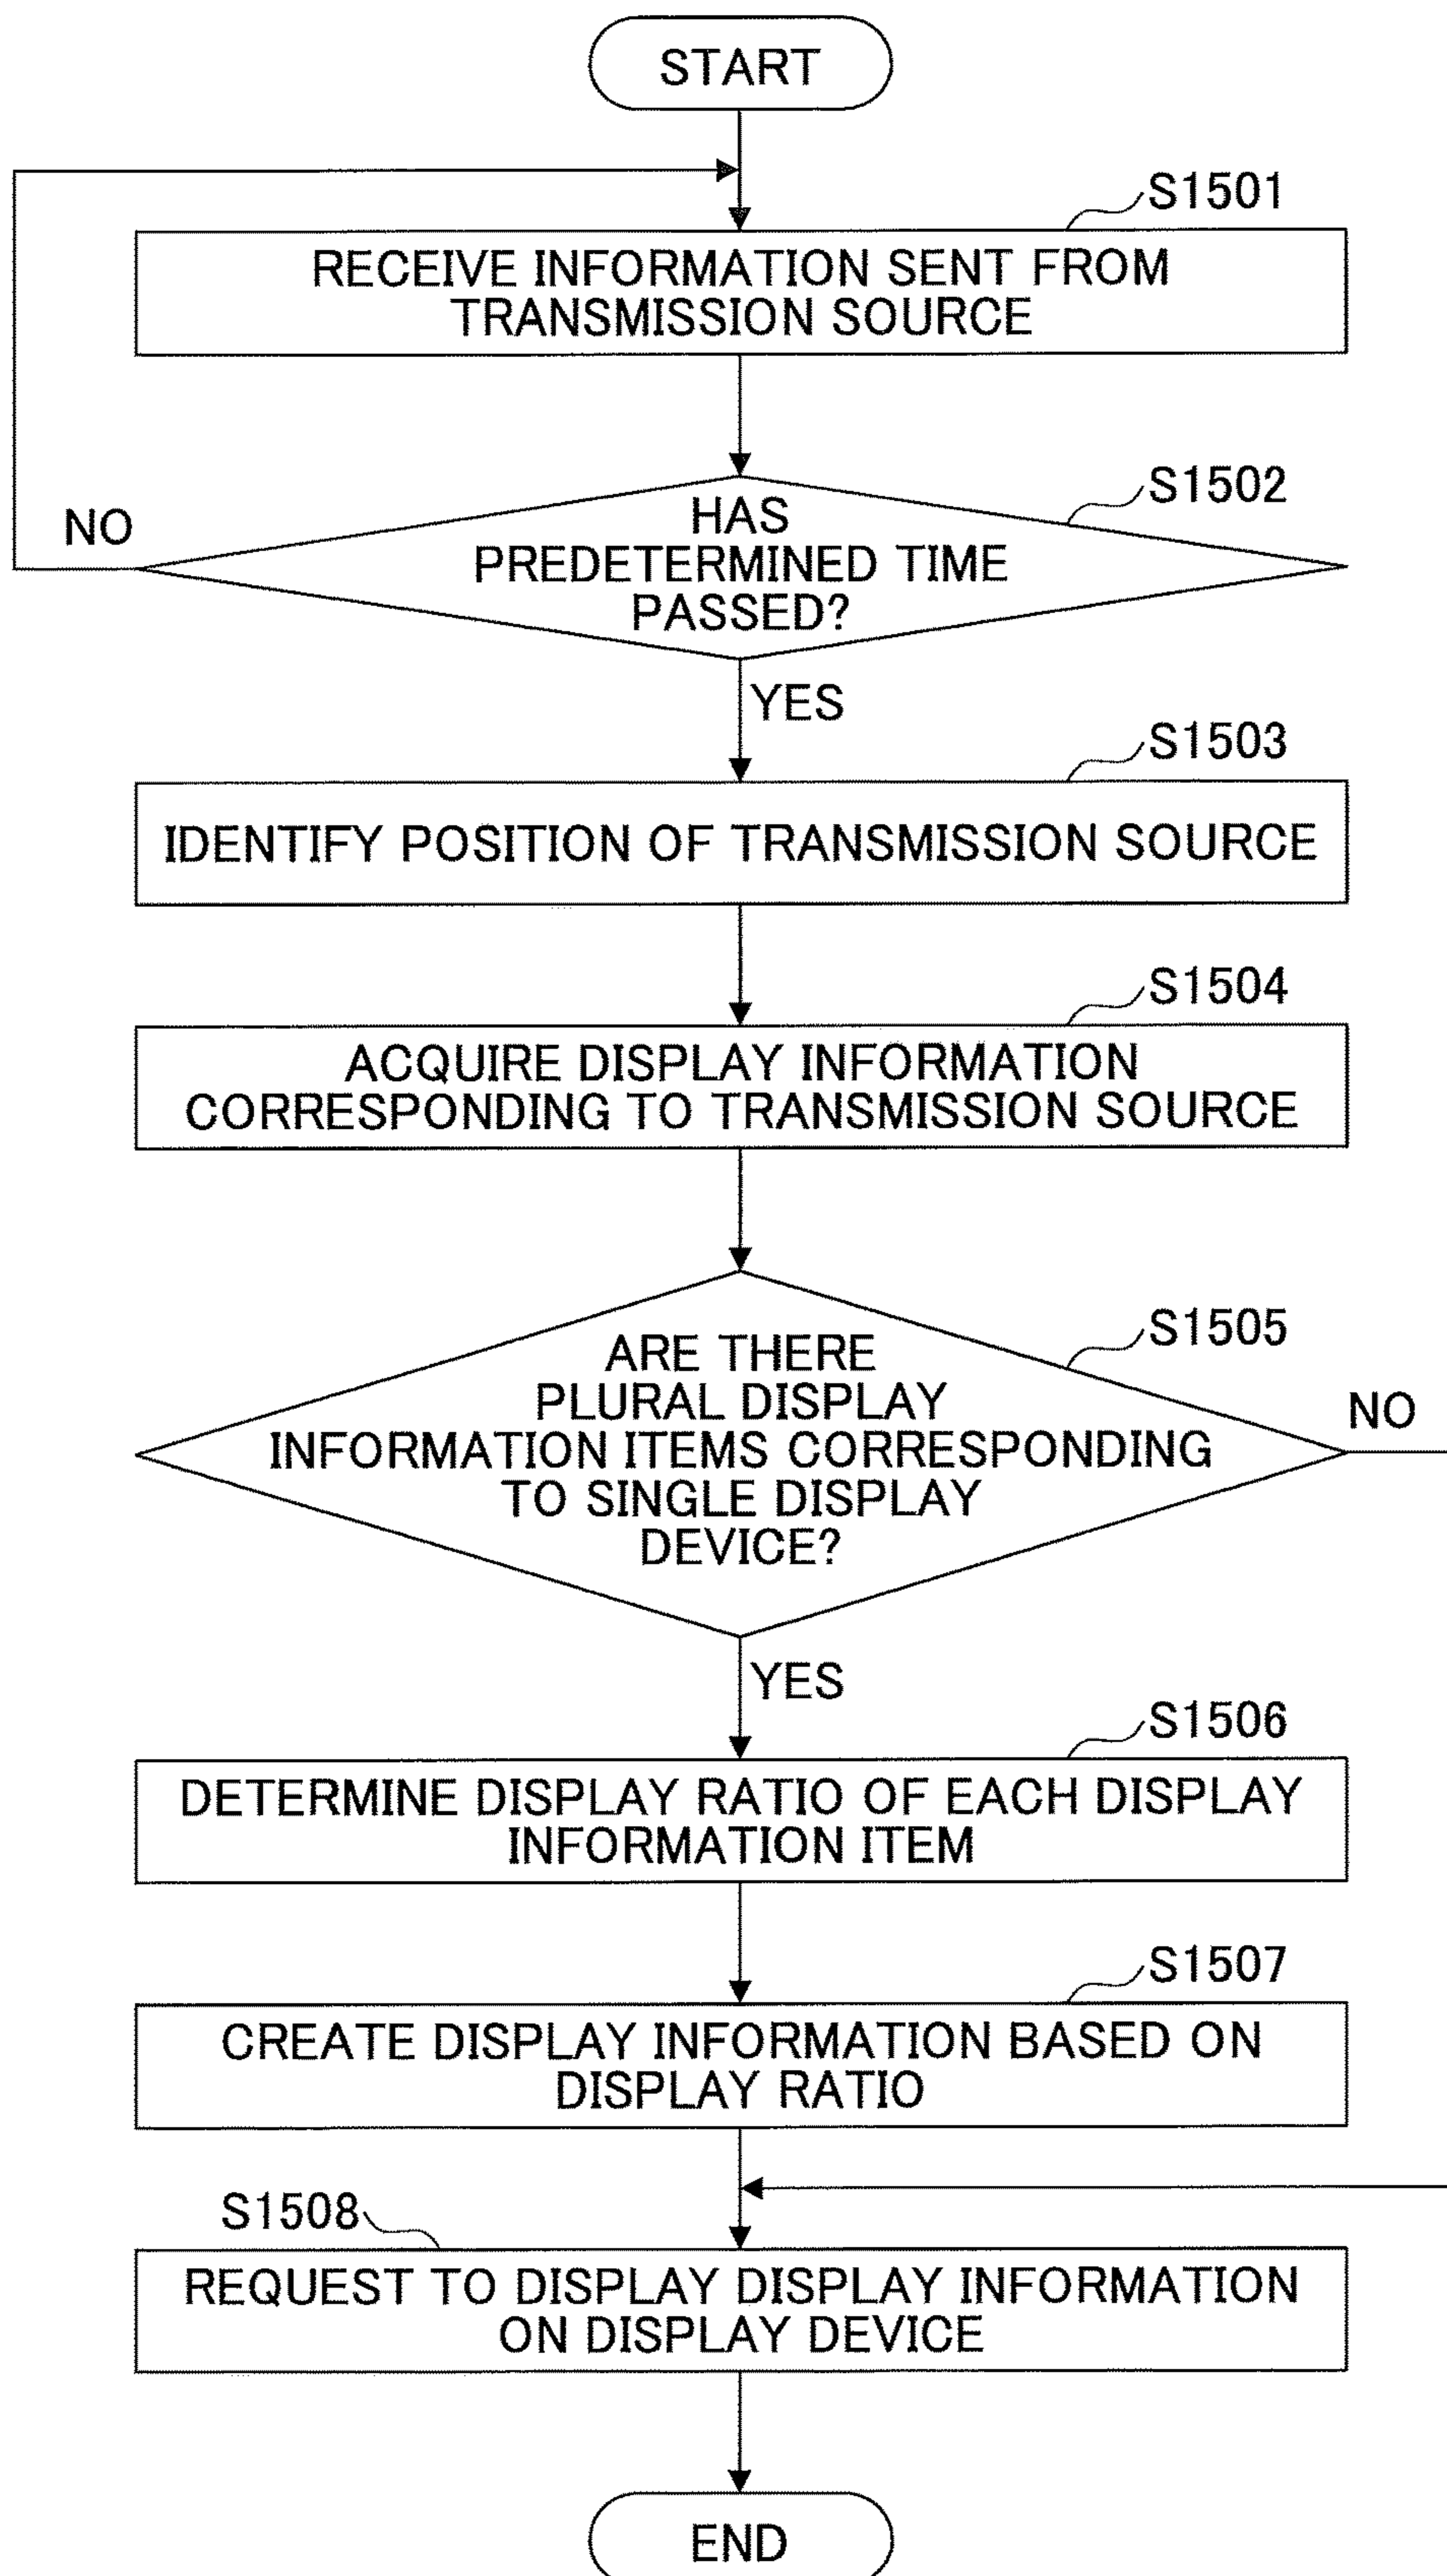 START
S1501
RECEIVE INFORMATION SENT FROM
TRANSMISSION SOURCE
S1502
NO
HAS
PREDETERMINED TIME
PASSED?
YES
S1503
IDENTIFY POSITION OF TRANSMISSION SOURCE
S1504
ACQUIRE DISPLAY INFORMATION
CORRESPONDING TO TRANSMISSION SOURCE
S1505
ARE THERE
PLURAL DISPLAY
INFORMATION ITEMS CORRESPONDING
TO SINGLE DISPLAY
DEVICE?
NO
YES
S1506
DETERMINE DISPLAY RATIO OF EACH DISPLAY
INFORMATION ITEM
S1507
CREATE DISPLAY INFORMATION BASED ON
DISPLAY RATIO
S1508
REQUEST TO DISPLAY DISPLAY INFORMATION
ON DISPLAY DEVICE
END